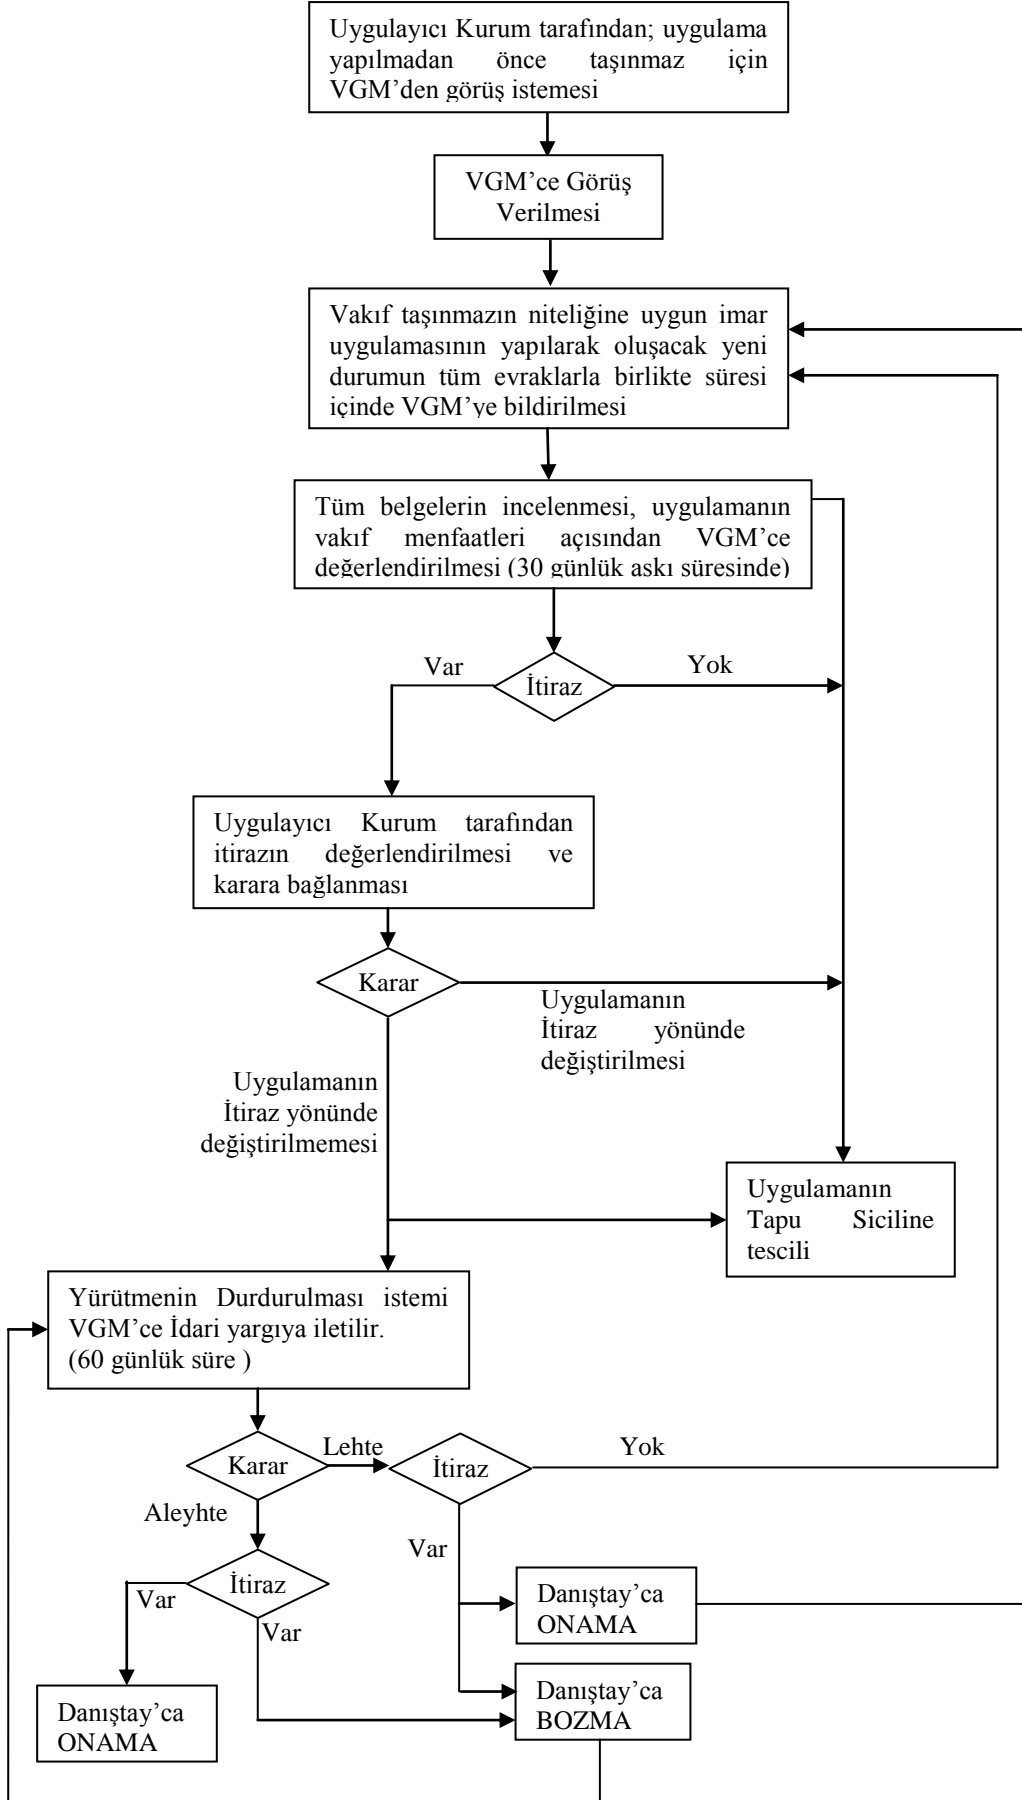 Uygulayıcı Kurum tarafından; uygulama
yapılmadan önce taşınmaz için
VGM’den görüş istemesi
VGM’ce Görüş
Verilmesi
Vakıf taşınmazın niteliğine uygun imar
uygulamasının yapılarak oluşacak yeni
durumun tüm evraklarla birlikte süresi
içinde VGM’ye bildirilmesi
Tüm belgelerin incelenmesi, uygulamanın
vakıf menfaatleri açısından VGM’ce
değerlendirilmesi (30 günlük askı süresinde)
Var
İtiraz
Yok
Uygulayıcı Kurum tarafından
itirazın değerlendirilmesi ve
karara bağlanması
Karar
Uygulamanın
İtiraz yönünde
değiştirilmesi
Uygulamanın
İtiraz yönünde
değiştirilmemesi
Uygulamanın
Tapu Siciline
tescili
Yürütmenin Durdurulması istemi
VGM’ce İdari yargıya iletilir.
(60 günlük süre )
Karar
Lehte
İtiraz
Yok
Aleyhte
Var
İtiraz
Var
Var
Danıştay’ca
ONAMA
Danıştay’ca
BOZMA
Danıştay’ca
ONAMA